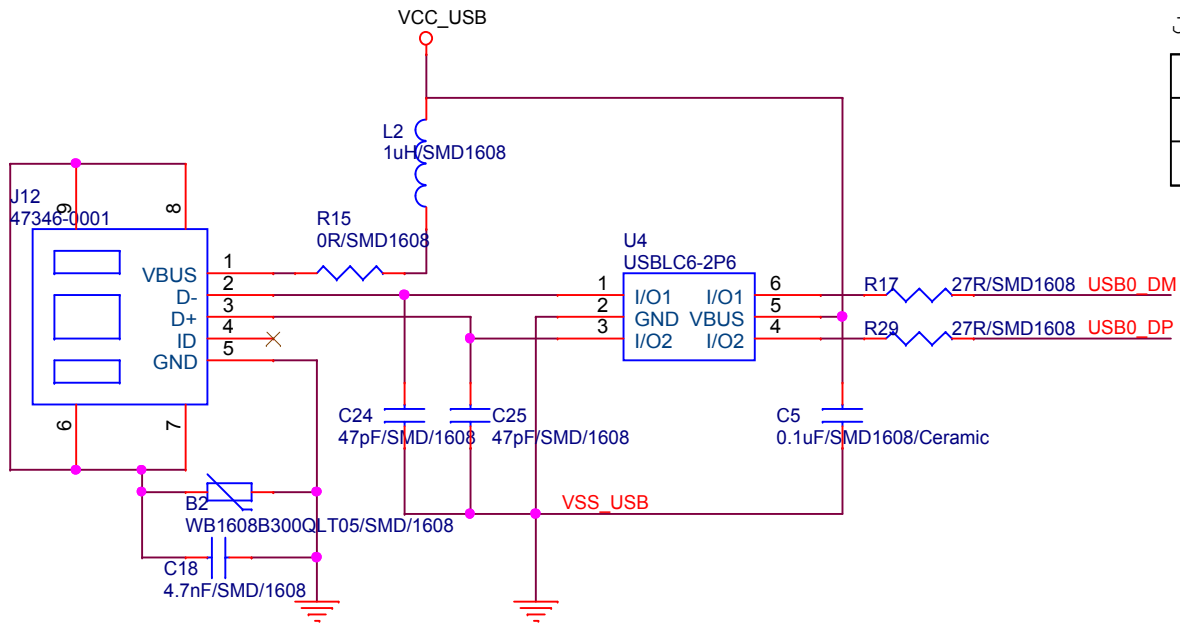 VCC_USB
L2
1uH/SMD1608
J12
47346-0001
9
8
R15
0R/SMD1608
VBUS 1
D- 2
D+ 3
ID 4
GND 5
6
7
U4
USBLC6-2P6
1 I/O1 I/O1 6
2 GND VBUS 5
3 I/O2 I/O2 4
R17 27R/SMD1608 USB0_DM
R29 27R/SMD1608 USB0_DP
C24
47pF/SMD/1608
C25
47pF/SMD/1608
C5
0.1uF/SMD1608/Ceramic
VSS_USB
B2
WB1608B300QLT05/SMD/1608
C18
4.7nF/SMD/1608